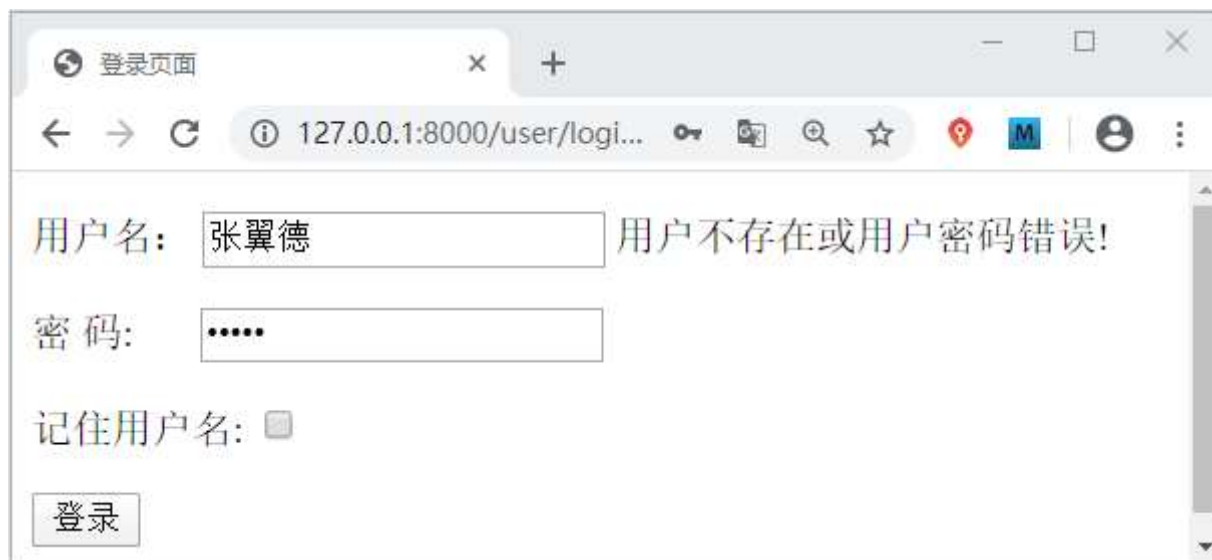 登录页面
127.0.0.1:8000/user/logi...
M
用户名： 张翼德 用户不存在或用户密码错误!
密 码: •••••
记住用户名:
登录